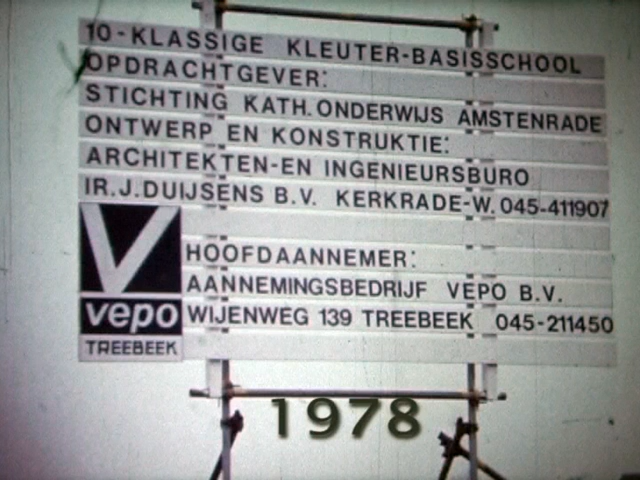 10-KLASSIGE KLEUTER-BASISSCHOOL
OPDRACHTGEVER:
STICHTING KATH. ONDERWIJS AMSTENRADE
ONTWERP EN KONSTRUKTIE:
ARCHITEKTEN-EN INGENIEURSBURO
IR.J.DUIJSENS B.V. KERKRADE-W. 045-411907
HOOFDAANNEMER:
AANNEMINGSBEDRIJF VEPO B.V.
vepo WIJENWEG 139 TREEBEEK 045-211450
TREEBEEK
1978